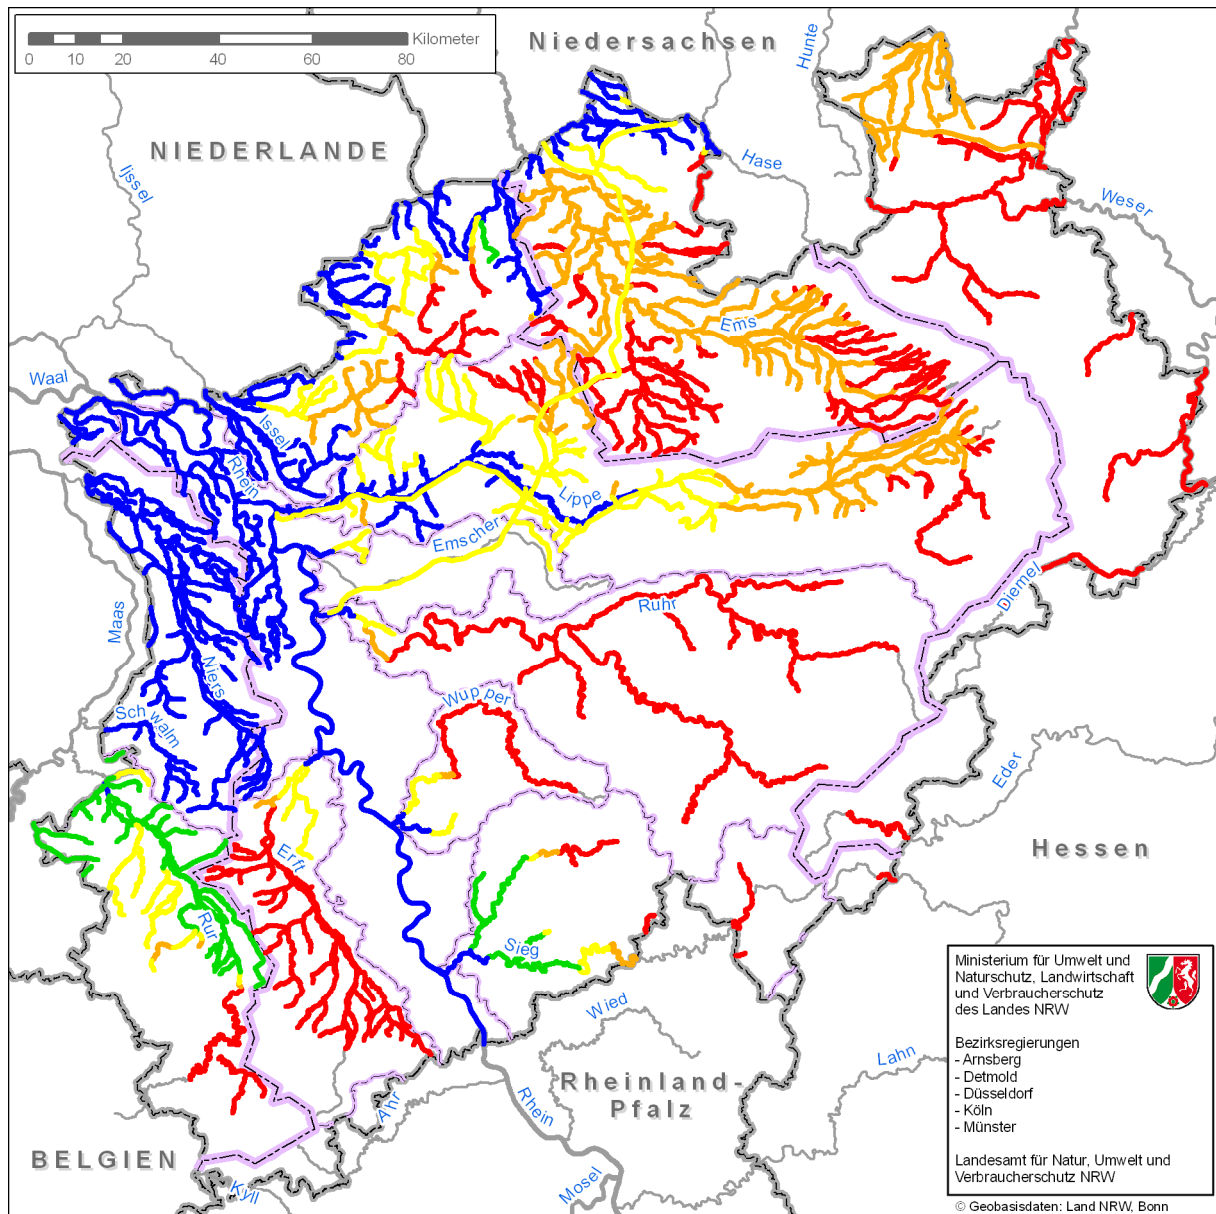 Kilometer
0 10 20 40 60 80
Niedersachsen
Hunte
NIEDERLANDE
Ijssel
Hase
Weser
Ems
Waal
Issel
Rhein
Lippe
Emscher
Maas
Ruhr
Diemel
Niers
Schwalm
Wupper
Eder
Hessen
Erft
Rur
Sieg
Wied
Lahn
Rheinland-
Pfalz
Rhein
Ahr
BELGIEN
Kyll
Mosel
Ministerium für Umwelt und
Naturschutz, Landwirtschaft
und Verbraucherschutz
des Landes NRW
Bezirksregierungen
- Arnsberg
- Detmold
- Düsseldorf
- Köln
- Münster
Landesamt für Natur, Umwelt und
Verbraucherschutz NRW
© Geobasisdaten: Land NRW, Bonn